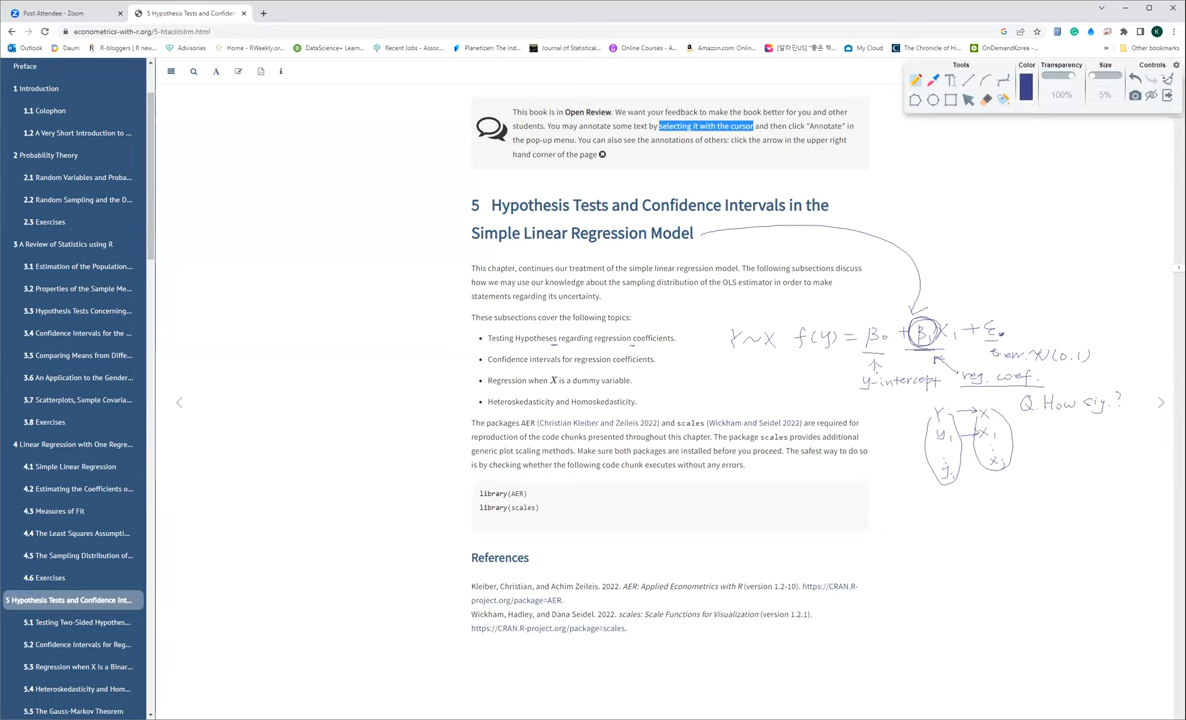 Post Attendee - Zoom
5 Hypothesis Tests and Confiden
econometrics-with-r.org/5-htaciitslrm.html
Outlook
Daum
R-bloggers | R new...
Advisories
Home - RWeekly.or...
DataScience+ Learn...
Recent Jobs - Assoc...
Planetizen: The ind...
Journal of Statistical...
Online Courses - A...
Amazon.com: Onlin...
[알라딘US] "좋은 책...
My Cloud
The Chronicle of Hi...
OnDemandKorea -...
Other bookmarks
Tools
Color
Transparency
Size
Controls
100%
5%
Preface
1 Introduction
1.1 Colophon
1.2 A Very Short Introduction to ...
2 Probability Theory
2.1 Random Variables and Proba...
2.2 Random Sampling and the D...
2.3 Exercises
3 A Review of Statistics using R
3.1 Estimation of the Population...
3.2 Properties of the Sample Me...
3.3 Hypothesis Tests Concerning...
3.4 Confidence Intervals for the ...
3.5 Comparing Means from Differ...
3.6 An Application to the Gender...
3.7 Scatterplots, Sample Covaria...
3.8 Exercises
4 Linear Regression with One Regre...
4.1 Simple Linear Regression
4.2 Estimating the Coefficients o...
4.3 Measures of Fit
4.4 The Least Squares Assumpti...
4.5 The Sampling Distribution of...
4.6 Exercises
5 Hypothesis Tests and Confidence Int...
5.1 Testing Two-Sided Hypothes...
5.2 Confidence Intervals for Reg...
5.3 Regression when X is a Binar...
5.4 Heteroskedasticity and Hom...
5.5 The Gauss-Markov Theorem
This book is in Open Review. We want your feedback to make the book better for you and other
students. You may annotate some text by selecting it with the cursor and then click "Annotate" in
the pop-up menu. You can also see the annotations of others: click the arrow in the upper right
hand corner of the page
5 Hypothesis Tests and Confidence Intervals in the
Simple Linear Regression Model
This chapter, continues our treatment of the simple linear regression model. The following subsections discuss
how we may use our knowledge about the sampling distribution of the OLS estimator in order to make
statements regarding its uncertainty.
These subsections cover the following topics:
• Testing Hypotheses regarding regression coefficients.
• Confidence intervals for regression coefficients.
• Regression when X is a dummy variable.
• Heteroskedasticity and Homoskedasticity.
The packages AER (Christian Kleiber and Zeileis 2022) and scales (Wickham and Seidel 2022) are required for
reproduction of the code chunks presented throughout this chapter. The package scales provides additional
generic plot scaling methods. Make sure both packages are installed before you proceed. The safest way to do so
is by checking whether the following code chunk executes without any errors.
library(AER)
library(scales)
References
Kleiber, Christian, and Achim Zeileis. 2022. AER: Applied Econometrics with R (version 1.2-10). https://CRAN.R-
project.org/package=AER.
Wickham, Hadley, and Dana Seidel. 2022. scales: Scale Functions for Visualization (version 1.2.1).
https://CRAN.R-project.org/package=scales.
Y~X f(y) = β0 + β1 X1 + ε.
N(0.1)
y-intercept
reg. coef.
Q. How sig.?
Y → X
y1 → x1
⋮ ⋮
yi xi